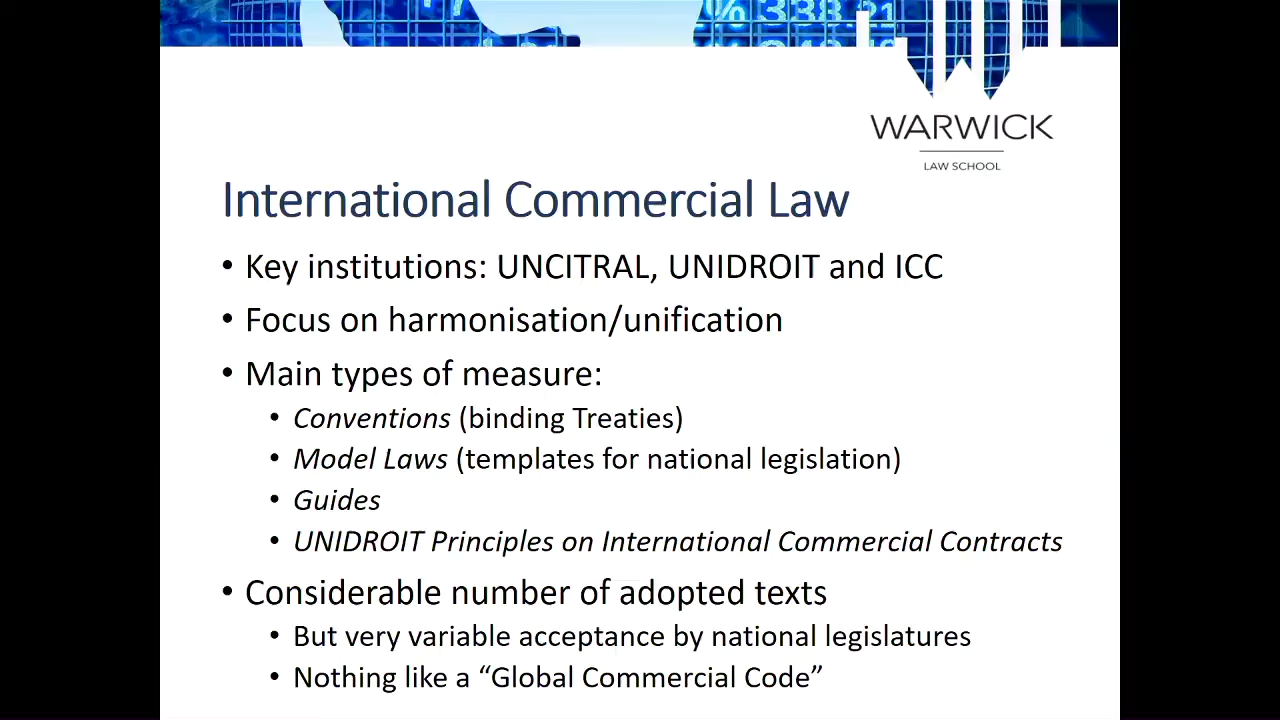 % 338.21
WARWICK
LAW SCHOOL
International Commercial Law
• Key institutions: UNCITRAL, UNIDROIT and ICC
• Focus on harmonisation/unification
• Main types of measure:
• Conventions (binding Treaties)
• Model Laws (templates for national legislation)
• Guides
• UNIDROIT Principles on International Commercial Contracts
• Considerable number of adopted texts
• But very variable acceptance by national legislatures
• Nothing like a “Global Commercial Code”